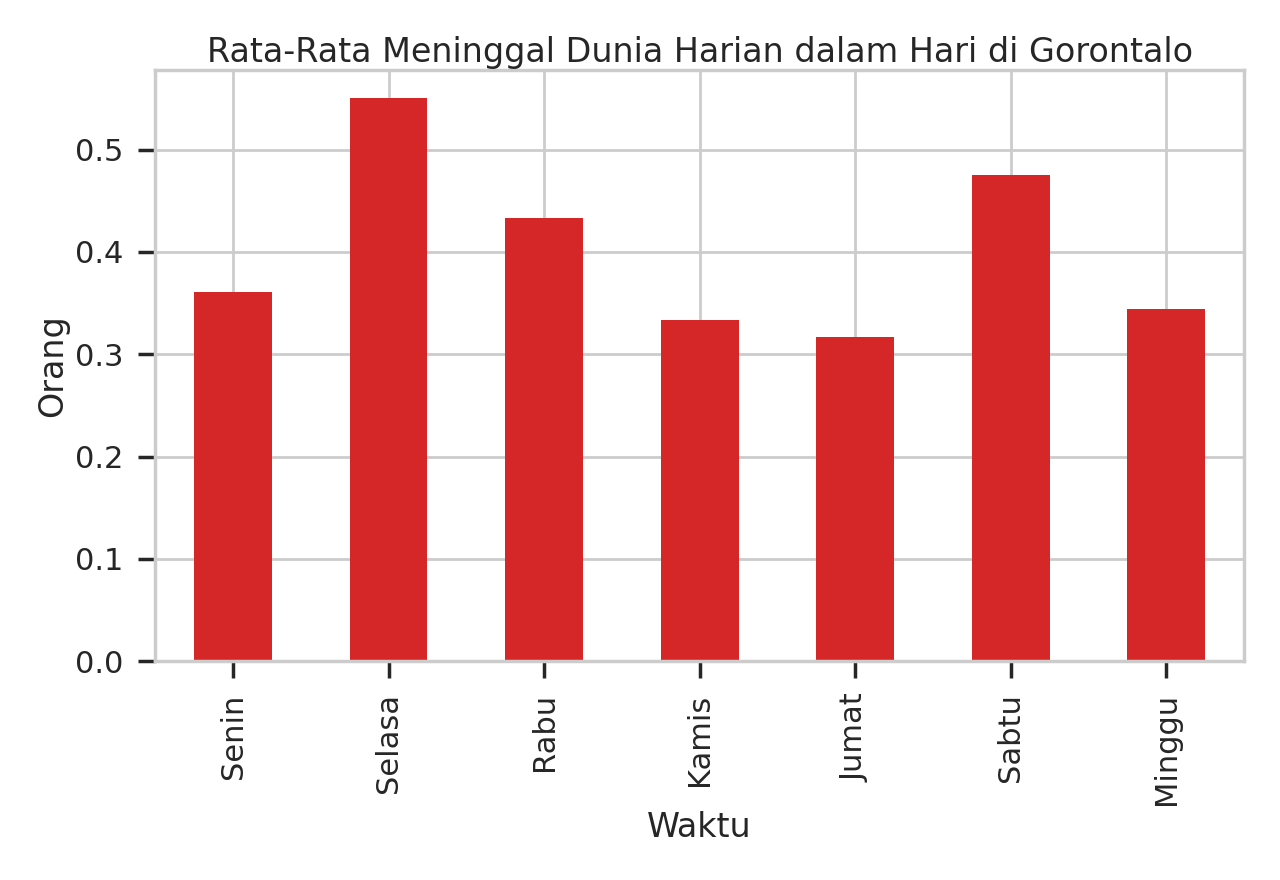 Rata-Rata Meninggal Dunia Harian dalam Hari di Gorontalo
0.5
0.4
0.3
0.2
0.1
0.0
Orang
Senin
Selasa
Rabu
Kamis
Jumat
Sabtu
Minggu
Waktu